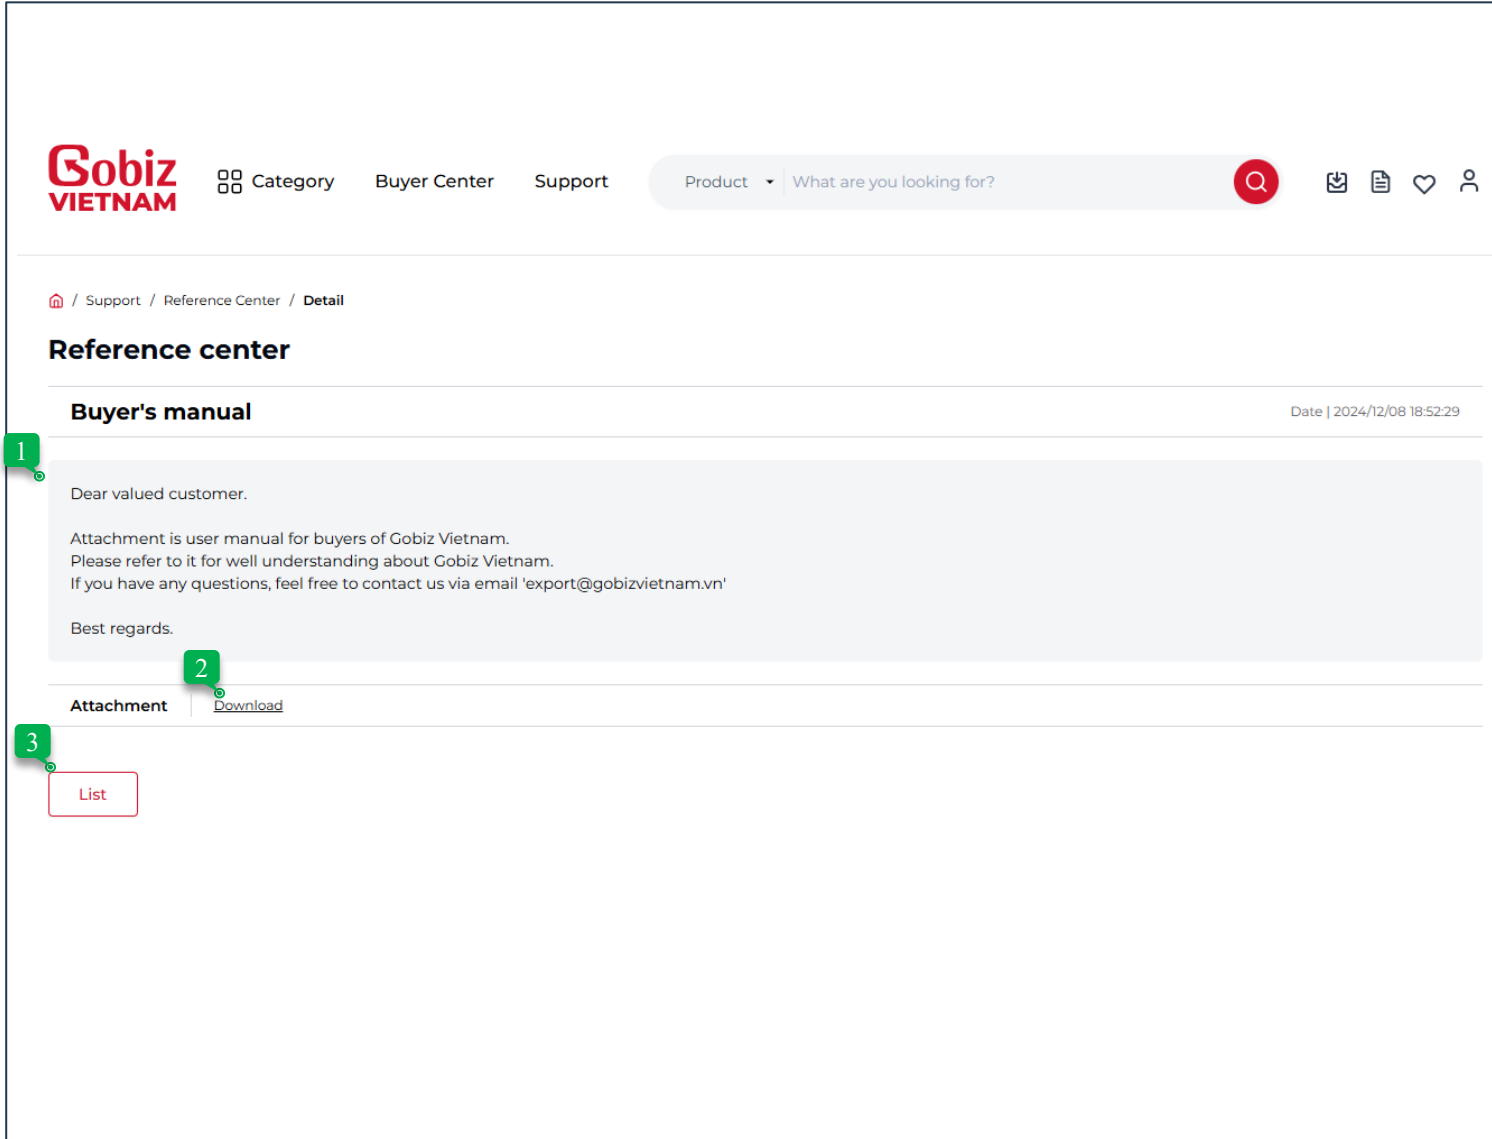 Gobiz
VIETNAM
Category
Buyer Center
Support
Product
What are you looking for?
/ Support / Reference Center / Detail
Reference center
Buyer's manual
Date | 2024/12/08 18:52:29
1
Dear valued customer.
Attachment is user manual for buyers of Gobiz Vietnam.
Please refer to it for well understanding about Gobiz Vietnam.
If you have any questions, feel free to contact us via email 'export@gobizvietnam.vn'
Best regards.
2
Attachment
Download
3
List